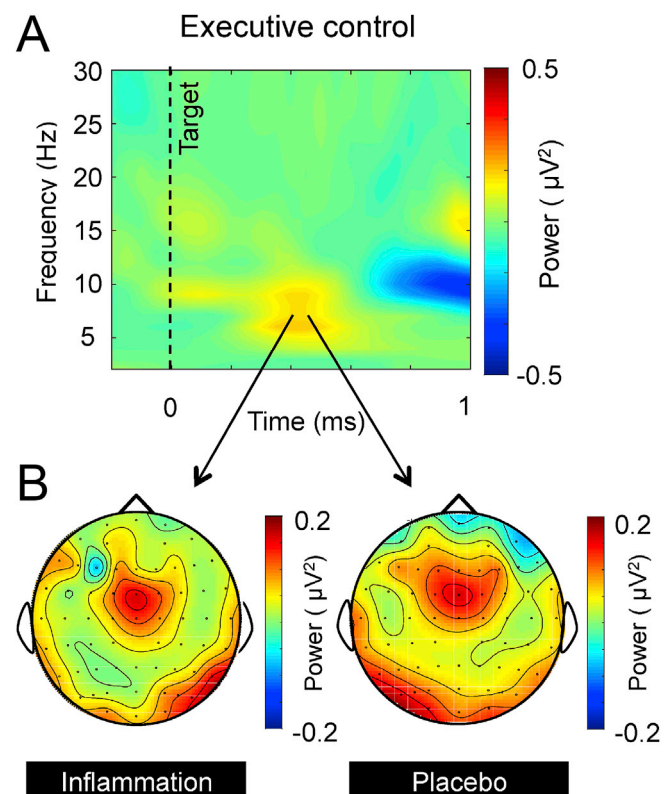 A
Executive control
30
25
20
15
10
5
Frequency (Hz)
Target
0
1
Time (ms)
0.5
-0.5
Power ( µV²)
B
0.2
-0.2
Power ( µV²)
0.2
-0.2
Power ( µV²)
Inflammation
Placebo